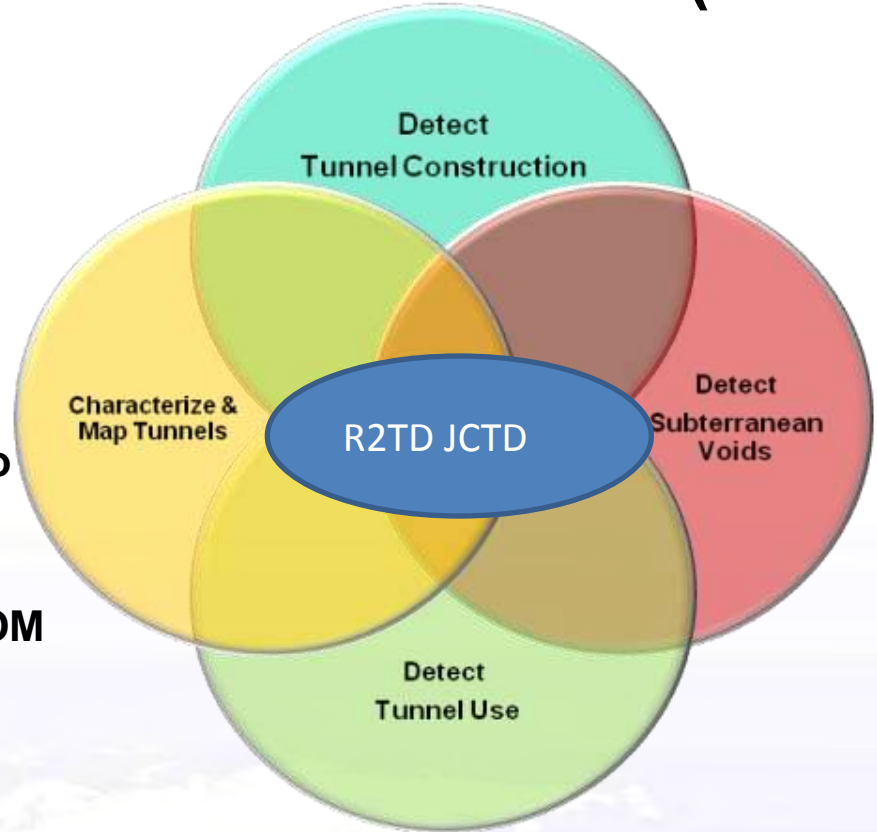 (
Detect
Tunnel Construction
Characterize &
Map Tunnels
Detect
Subterranean
Voids
R2TD JCTD
Detect
Tunnel Use